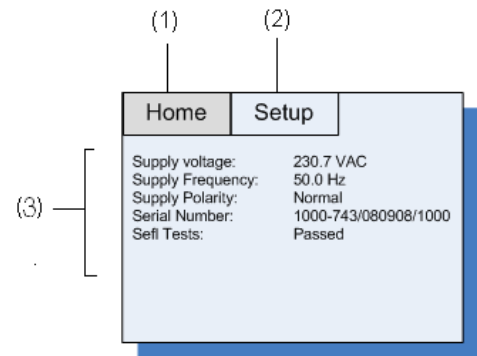 (1)
(2)
Home Setup
Supply voltage: 230.7 VAC
Supply Frequency: 50.0 Hz
Supply Polarity: Normal
Serial Number: 1000-743/080908/1000
Sefl Tests: Passed
(3)